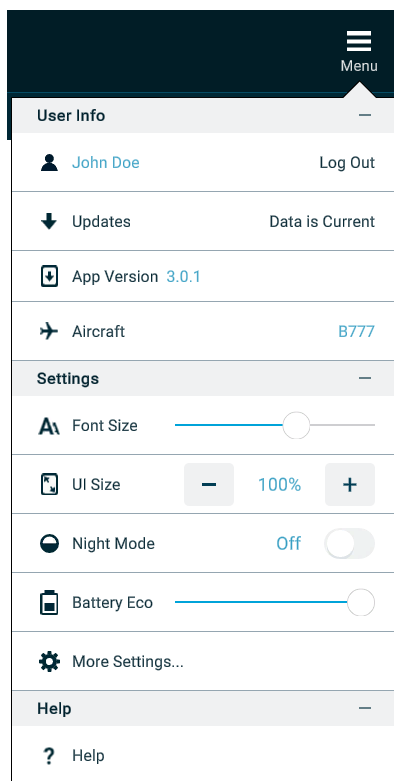 Menu
User Info
John Doe Log Out
Updates Data is Current
App Version 3.0.1
Aircraft B777
Settings
Font Size
UI Size − 100% +
Night Mode Off
Battery Eco
More Settings...
Help
? Help